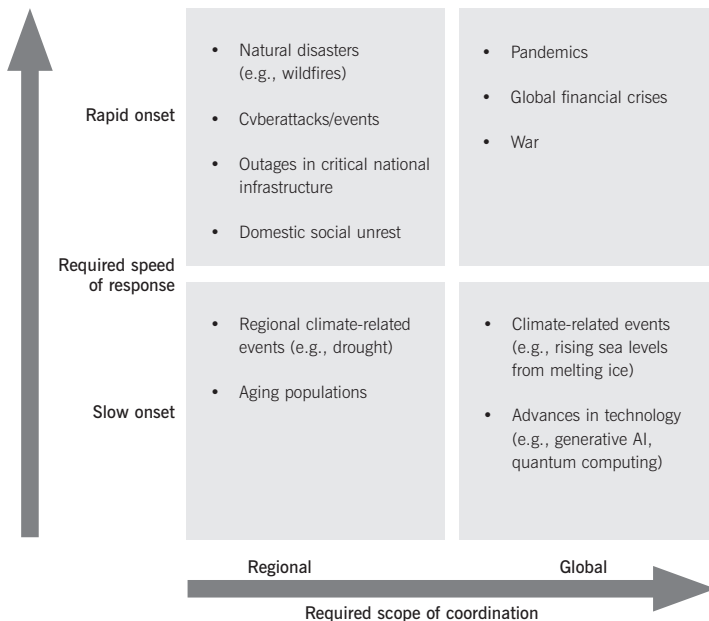 Rapid onset
• Natural disasters
(e.g., wildfires)
• Cvberattacks/events
• Outages in critical national
infrastructure
• Domestic social unrest
• Pandemics
• Global financial crises
• War
Required speed
of response
Slow onset
• Regional climate-related
events (e.g., drought)
• Aging populations
• Climate-related events
(e.g., rising sea levels
from melting ice)
• Advances in technology
(e.g., generative AI,
quantum computing)
Regional
Global
Required scope of coordination